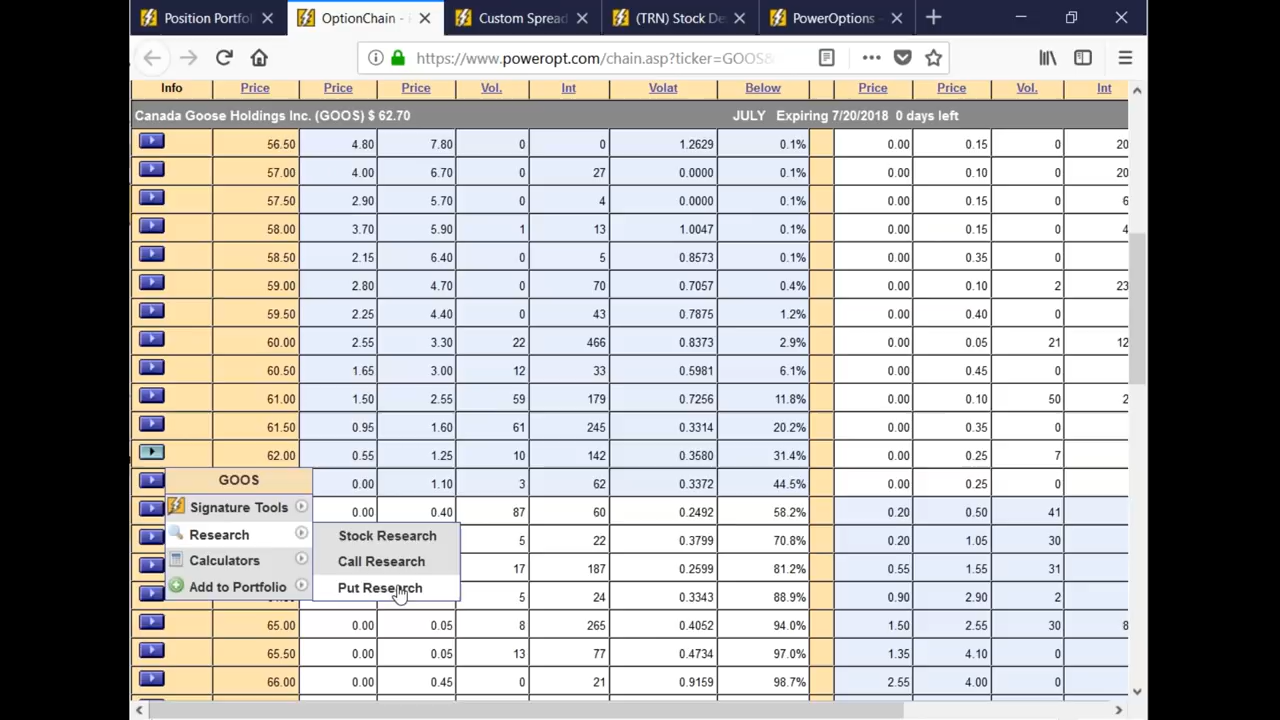 Position Portfo
OptionChain -
Custom Spread
(TRN) Stock De
PowerOptions
https://www.poweropt.com/chain.asp?ticker=GOOS&
Info Price Price Price Vol. Int Volat Below Price Price Vol. Int
Canada Goose Holdings Inc. (GOOS) $ 62.70 JULY Expiring 7/20/2018 0 days left
56.50 4.80 7.80 0 0 1.2629 0.1% 0.00 0.15 0 20
57.00 4.00 6.70 0 27 0.0000 0.1% 0.00 0.10 0 20
57.50 2.90 5.70 0 4 0.0000 0.1% 0.00 0.15 0 6
58.00 3.70 5.90 1 13 1.0047 0.1% 0.00 0.15 0 4
58.50 2.15 6.40 0 5 0.8573 0.1% 0.00 0.35 0
59.00 2.80 4.70 0 70 0.7057 0.4% 0.00 0.10 2 23
59.50 2.25 4.40 0 43 0.7875 1.2% 0.00 0.40 0
60.00 2.55 3.30 22 466 0.8373 2.9% 0.00 0.05 21 12
60.50 1.65 3.00 12 33 0.5981 6.1% 0.00 0.45 0
61.00 1.50 2.55 59 179 0.7256 11.8% 0.00 0.10 50 2
61.50 0.95 1.60 61 245 0.3314 20.2% 0.00 0.35 0
62.00 0.55 1.25 10 142 0.3580 31.4% 0.00 0.25 7
0.00 1.10 3 62 0.3372 44.5% 0.00 0.25 0
0.00 0.40 87 60 0.2492 58.2% 0.20 0.50 41
5 22 0.3799 70.8% 0.20 1.05 30
17 187 0.2599 81.2% 0.55 1.55 31
5 24 0.3343 88.9% 0.90 2.90 2
65.00 0.00 0.05 8 265 0.4052 94.0% 1.50 2.55 30 8
65.50 0.00 0.05 13 77 0.4734 97.0% 1.35 4.10 0
66.00 0.00 0.45 0 21 0.9159 98.7% 2.55 4.00 0
GOOS
Signature Tools
Research
Calculators
Add to Portfolio
Stock Research
Call Research
Put Research